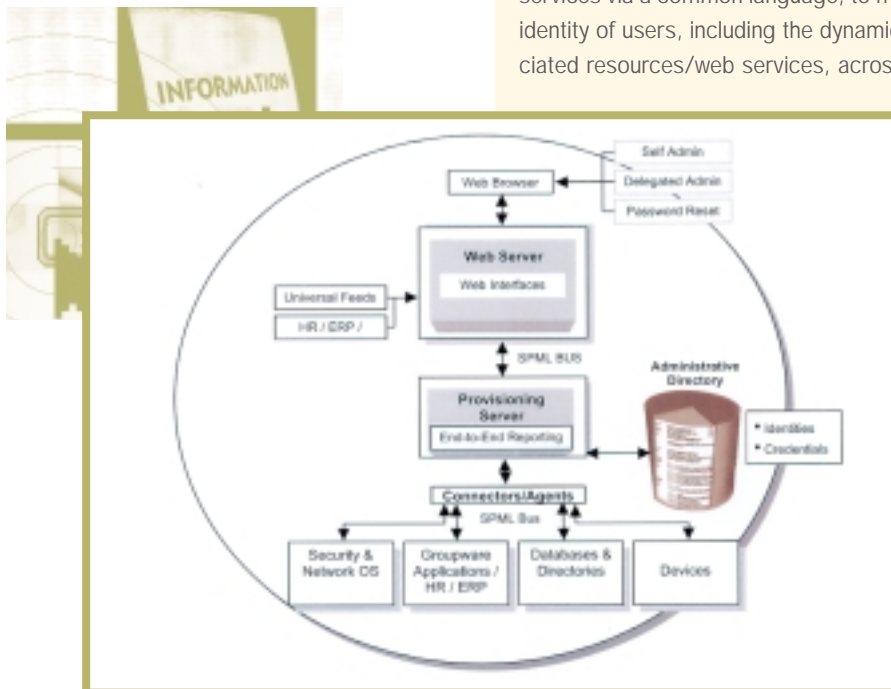 services via a common language, to m
identity of users, including the dynamic
ciated resources/web services, acros
INFORMATION
Self Admin
Web Browser
Delegated Admin
Password Reset
Web Server
Web Interfaces
Universal Feeds
HR / ERP /
SPML BUS
Administrative
Directory
Provisioning
Server
End-to-End Reporting
* Identities
* Credentials
Connectors/Agents
SPML Bus
Security &
Network OS
Groupware
Applications /
HR / ERP
Databases &
Directories
Devices